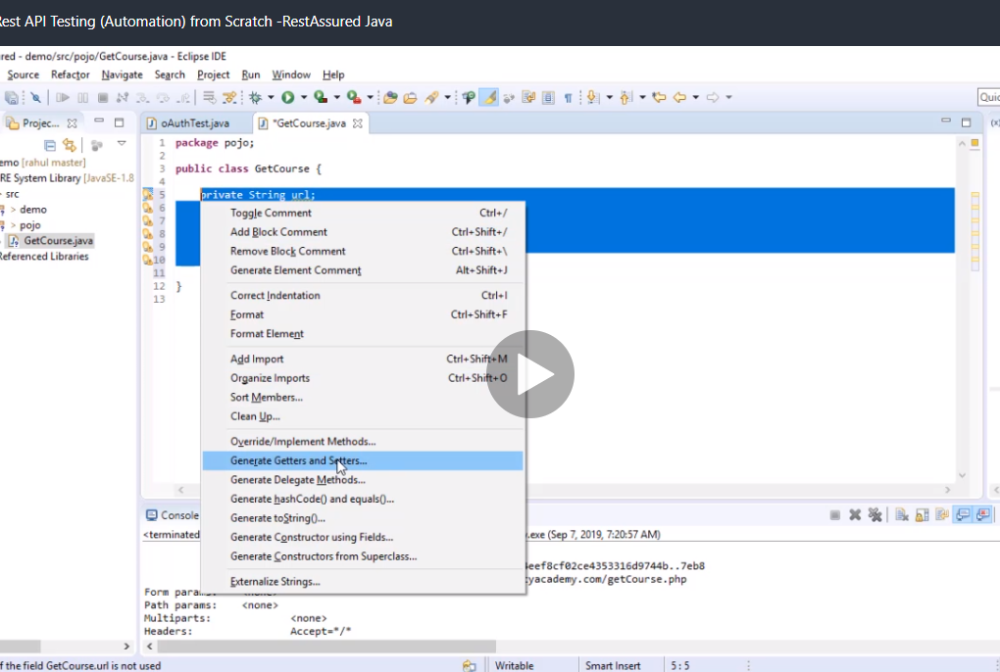 Rest API Testing (Automation) from Scratch -RestAssured Java
red - demo/src/pojo/GetCourse.java - Eclipse IDE
Source Refactor Navigate Search Project Run Window Help
Quic
Projec... oAuthTest.java *GetCourse.java
emo [rahul master]
RE System Library [JavaSE-1.8
src
> demo
> pojo
GetCourse.java
Referenced Libraries
1 package pojo;
2
3 public class GetCourse {
4
5 private String url;
6
7
8
9
10
11
12 }
13
Toggle Comment Ctrl+/
Add Block Comment Ctrl+Shift+/
Remove Block Comment Ctrl+Shift+\
Generate Element Comment Alt+Shift+J
Correct Indentation Ctrl+I
Format Ctrl+Shift+F
Format Element
Add Import Ctrl+Shift+M
Organize Imports Ctrl+Shift+O
Sort Members...
Clean Up...
Override/Implement Methods...
Generate Getters and Setters...
Generate Delegate Methods...
Generate hashCode() and equals()...
Generate toString()...
Generate Constructor using Fields...
Generate Constructors from Superclass...
Externalize Strings...
Console
<terminated .exe (Sep 7, 2019, 7:20:57 AM)
4eef8cf02ce4353316d9744b..7eb8
yacademy.com/getCourse.php
Form params: <none>
Path params: <none>
Multiparts: <none>
Headers: Accept=*/*
f the field GetCourse.url is not used Writable Smart Insert 5 : 5